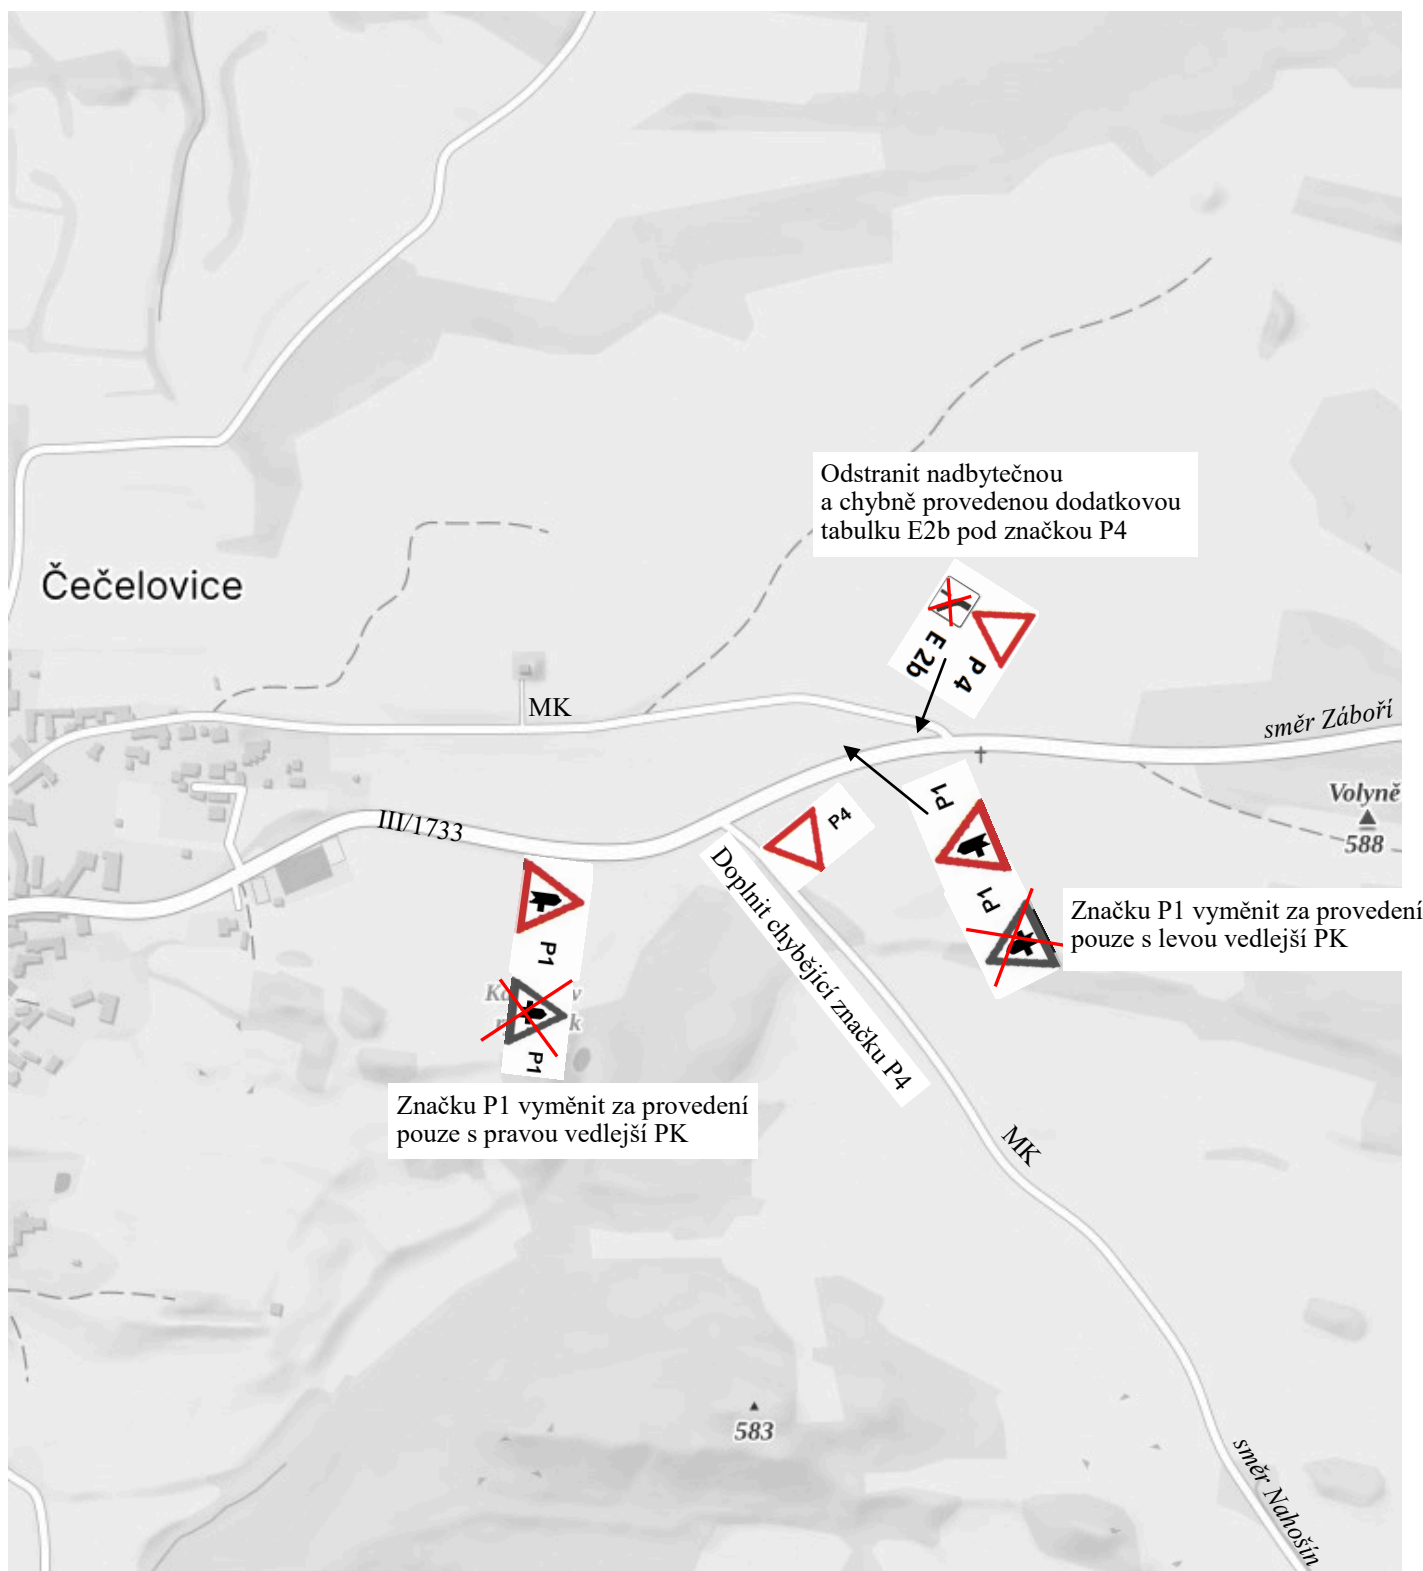 Odstranit nadbytečnou
a chybně provedenou dodatkovou
tabulku E2b pod značkou P4
Čečelovice
E 2b
P 4
MK
směr Záboří
III/1733
P1
P4
Volyně
588
Doplnit chybějící značku P4
P1
Značku P1 vyměnit za provedení
pouze s levou vedlejší PK
P1
P1
Značku P1 vyměnit za provedení
pouze s pravou vedlejší PK
MK
583
směr Nahošín